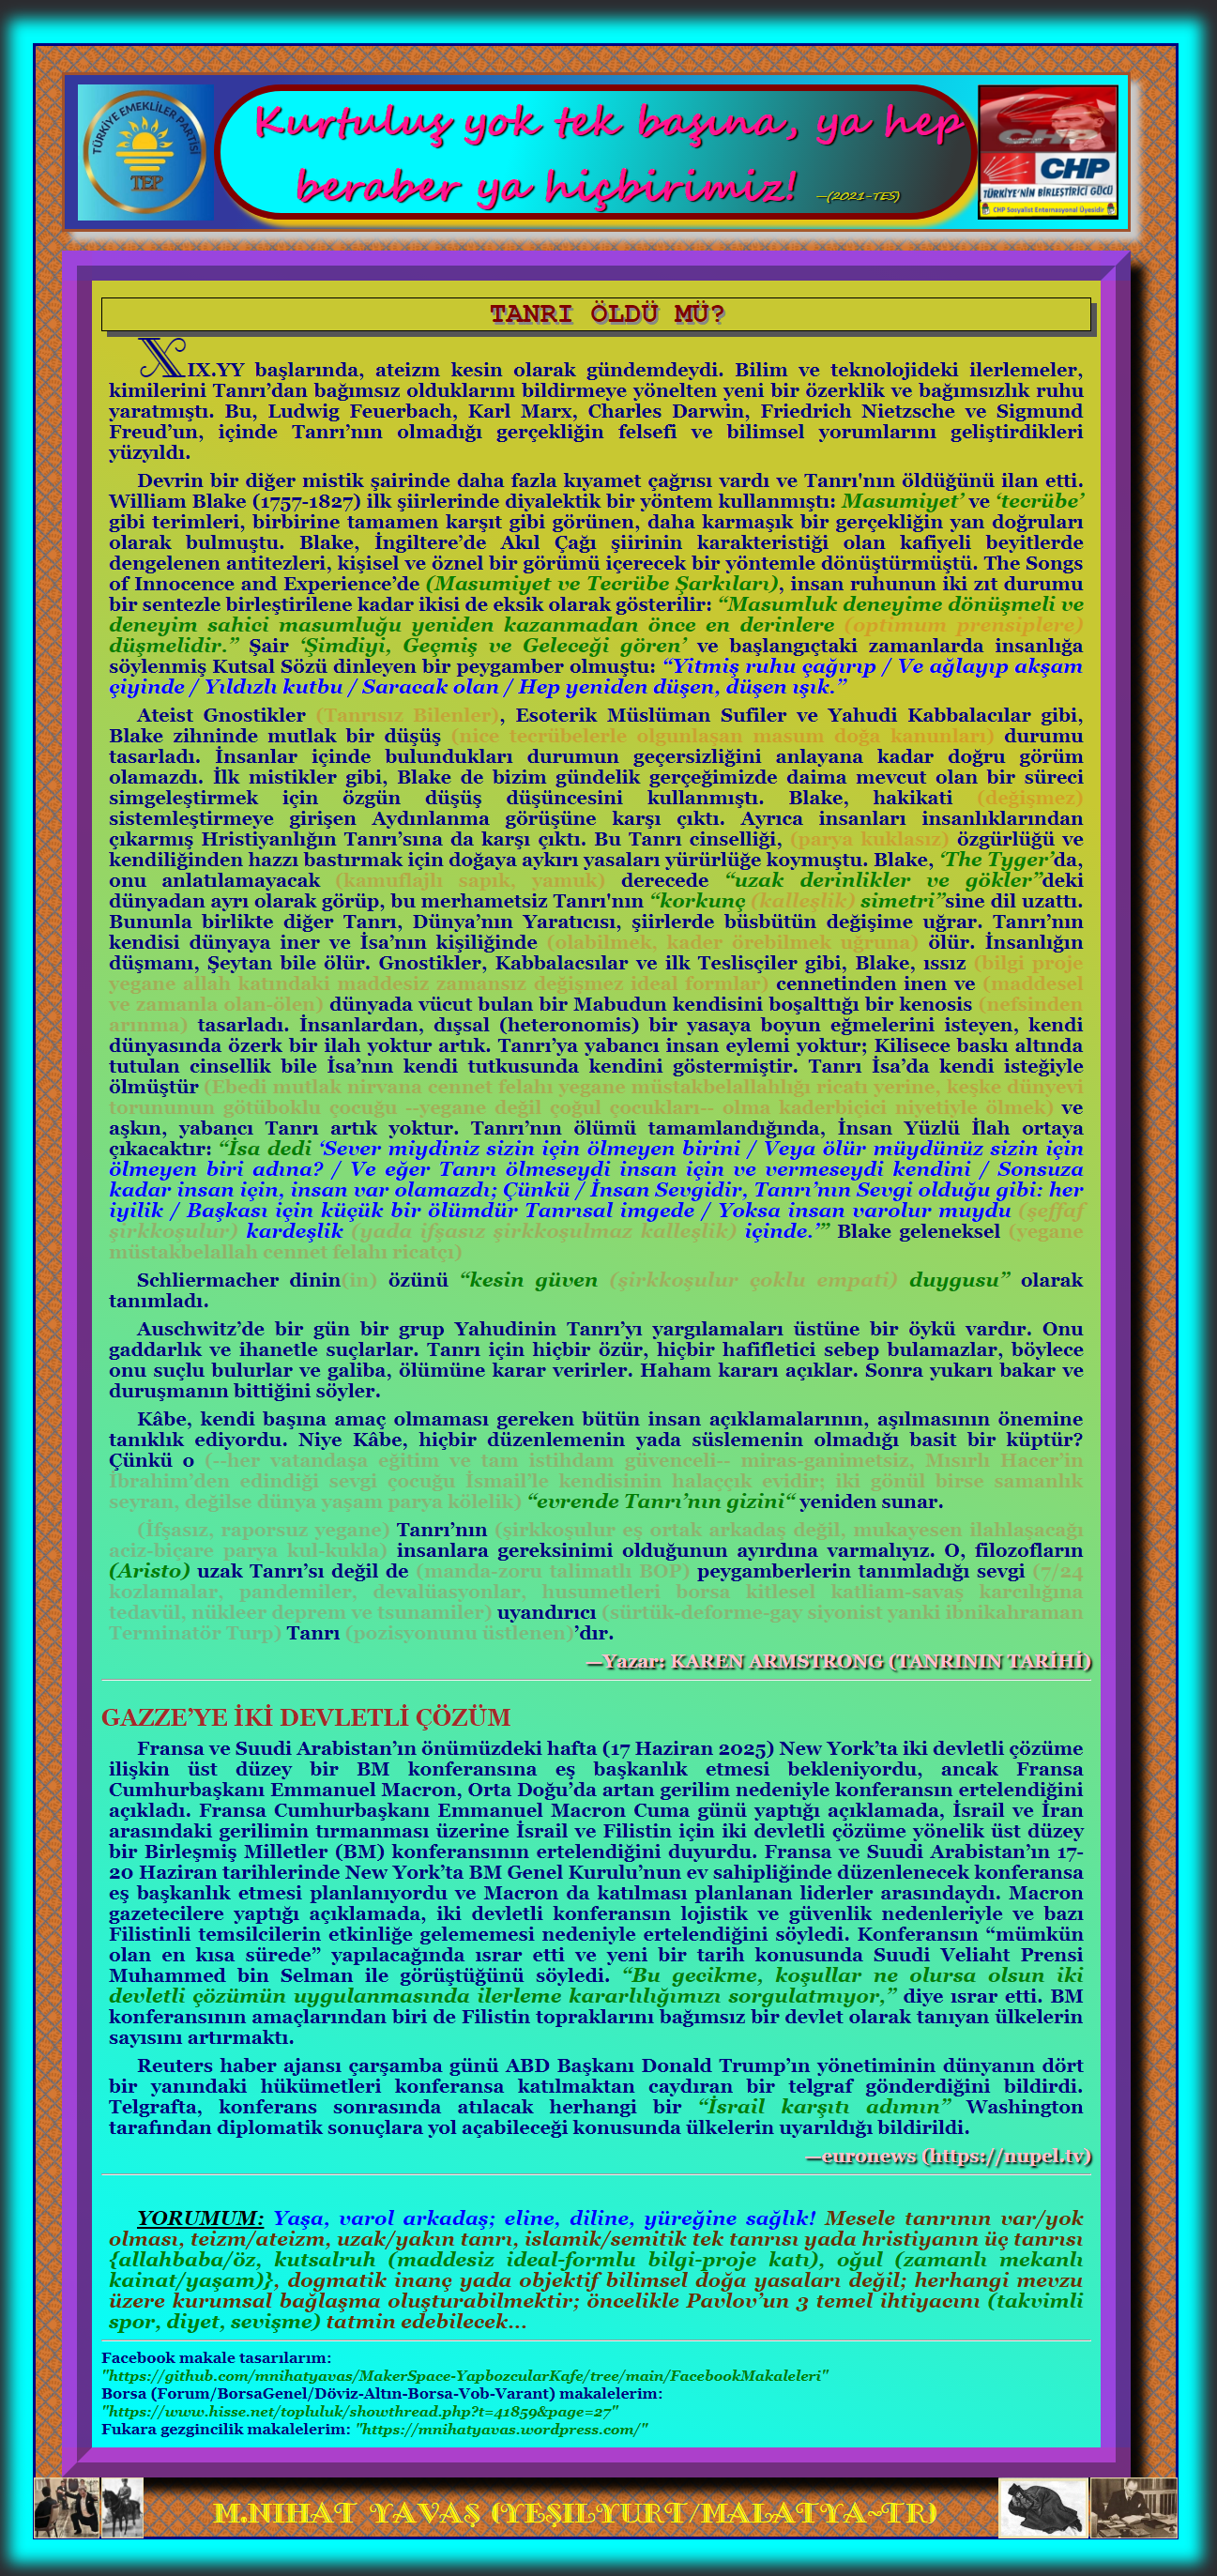 TÜRKİYE EMEKLİLER PARTİSİ
TEP
Kurtuluş yok tek başına, ya hep
beraber ya hiçbirimiz! —(2021-TES)
CHP
CHP
TÜRKİYE'NİN BİRLEŞTİRİCİ GÜCÜ
CHP Sosyalist Enternasyonal Üyesidir
TANRI ÖLDÜ MÜ?
XIX.YY başlarında, ateizm kesin olarak gündemdeydi. Bilim ve teknolojideki ilerlemeler,
kimilerini Tanrı’dan bağımsız olduklarını bildirmeye yönelten yeni bir özerklik ve bağımsızlık ruhu
yaratmıştı. Bu, Ludwig Feuerbach, Karl Marx, Charles Darwin, Friedrich Nietzsche ve Sigmund
Freud’un, içinde Tanrı’nın olmadığı gerçekliğin felsefi ve bilimsel yorumlarını geliştirdikleri
yüzyıldı.
Devrin bir diğer mistik şairinde daha fazla kıyamet çağrısı vardı ve Tanrı'nın öldüğünü ilan etti.
William Blake (1757-1827) ilk şiirlerinde diyalektik bir yöntem kullanmıştı: Masumiyet’ ve ‘tecrübe’
gibi terimleri, birbirine tamamen karşıt gibi görünen, daha karmaşık bir gerçekliğin yan doğruları
olarak bulmuştu. Blake, İngiltere’de Akıl Çağı şiirinin karakteristiği olan kafiyeli beyitlerde
dengelenen antitezleri, kişisel ve öznel bir görümü içerecek bir yöntemle dönüştürmüştü. The Songs
of Innocence and Experience’de (Masumiyet ve Tecrübe Şarkıları), insan ruhunun iki zıt durumu
bir sentezle birleştirilene kadar ikisi de eksik olarak gösterilir: “Masumluk deneyime dönüşmeli ve
deneyim sahici masumluğu yeniden kazanmadan önce en derinlere (optimum prensiplere)
düşmelidir.” Şair ‘Şimdiyi, Geçmiş ve Geleceği gören’ ve başlangıçtaki zamanlarda insanlığa
söylenmiş Kutsal Sözü dinleyen bir peygamber olmuştu: “Yitmiş ruhu çağırıp / Ve ağlayıp akşam
çiyinde / Yıldızlı kutbu / Saracak olan / Hep yeniden düşen, düşen ışık.”
Ateist Gnostikler (Tanrısız Bilenler), Esoterik Müslüman Sufiler ve Yahudi Kabbalacılar gibi,
Blake zihninde mutlak bir düşüş (nice tecrübelerle olgunlaşan masum doğa kanunları) durumu
tasarladı. İnsanlar içinde bulundukları durumun geçersizliğini anlayana kadar doğru görüm
olamazdı. İlk mistikler gibi, Blake de bizim gündelik gerçeğimizde daima mevcut olan bir süreci
simgeleştirmek için özgün düşüş düşüncesini kullanmıştı. Blake, hakikati (değişmez)
sistemleştirmeye girişen Aydınlanma görüşüne karşı çıktı. Ayrıca insanları insanlıklarından
çıkarmış Hristiyanlığın Tanrı’sına da karşı çıktı. Bu Tanrı cinselliği, (parya kuklasız) özgürlüğü ve
kendiliğinden hazzı bastırmak için doğaya aykırı yasaları yürürlüğe koymuştu. Blake, ‘The Tyger’da,
onu anlatılamayacak (kamuflajlı sapık, yamuk) derecede “uzak derinlikler ve gökler”deki
dünyadan ayrı olarak görüp, bu merhametsiz Tanrı'nın “korkunç (kalleşlik) simetri”sine dil uzattı.
Bununla birlikte diğer Tanrı, Dünya’nın Yaratıcısı, şiirlerde büsbütün değişime uğrar. Tanrı’nın
kendisi dünyaya iner ve İsa’nın kişiliğinde (olabilmek, kader örebilmek uğruna) ölür. İnsanlığın
düşmanı, Şeytan bile ölür. Gnostikler, Kabbalacsılar ve ilk Teslisçiler gibi, Blake, ıssız (bilgi proje
yegane allah katındaki maddesiz zamansız değişmez ideal formlar) cennetinden inen ve (maddesel
ve zamanla olan-ölen) dünyada vücut bulan bir Mabudun kendisini boşalttığı bir kenosis (nefsinden
arınma) tasarladı. İnsanlardan, dışsal (heteronomis) bir yasaya boyun eğmelerini isteyen, kendi
dünyasında özerk bir ilah yoktur artık. Tanrı’ya yabancı insan eylemi yoktur; Kilisece baskı altında
tutulan cinsellik bile İsa’nın kendi tutkusunda kendini göstermiştir. Tanrı İsa’da kendi isteğiyle
ölmüştür (Ebedi mutlak nirvana cennet felahı yegane müstakbelallahlığı ricatı yerine, keşke dünyevi
torununun götüboklu çocuğu --yegane değil çoğul çocukları-- olma kaderbiçici niyetiyle ölmek) ve
aşkın, yabancı Tanrı artık yoktur. Tanrı’nın ölümü tamamlandığında, İnsan Yüzlü İlah ortaya
çıkacaktır: “İsa dedi ‘Sever miydiniz sizin için ölmeyen birini / Veya ölür müydünüz sizin için
ölmeyen biri adına? / Ve eğer Tanrı ölmeseydi insan için ve vermeseydi kendini / Sonsuza
kadar insan için, insan var olamazdı; Çünkü / İnsan Sevgidir, Tanrı’nın Sevgi olduğu gibi: her
iyilik / Başkası için küçük bir ölümdür Tanrısal imgede / Yoksa insan varolur muydu (şeffaf
şırkkoşulur) kardeşlik (yada ifşasız şirkkoşulmaz kalleşlik) içinde.’” Blake geleneksel (yegane
müstakbelallah cennet felahı ricatçı)
Schliermacher dinin(in) özünü “kesin güven (şirkkoşulur çoklu empati) duygusu” olarak
tanımladı.
Auschwitz’de bir gün bir grup Yahudinin Tanrı’yı yargılamaları üstüne bir öykü vardır. Onu
gaddarlık ve ihanetle suçlarlar. Tanrı için hiçbir özür, hiçbir hafifletici sebep bulamazlar, böylece
onu suçlu bulurlar ve galiba, ölümüne karar verirler. Haham kararı açıklar. Sonra yukarı bakar ve
duruşmanın bittiğini söyler.
Kâbe, kendi başına amaç olmaması gereken bütün insan açıklamalarının, aşılmasının önemine
tanıklık ediyordu. Niye Kâbe, hiçbir düzenlemenin yada süslemenin olmadığı basit bir küptür?
Çünkü o (--her vatandaşa eğitim ve tam istihdam güvenceli-- miras-ganimetsiz, Mısırlı Hacer’in
İbrahim’den edindiği sevgi çocuğu İsmail’le kendisinin halaççık evidir; iki gönül birse samanlık
seyran, değilse dünya yaşam parya kölelik) “evrende Tanrı’nın gizini“ yeniden sunar.
(İfşasız, raporsuz yegane) Tanrı’nın (şirkkoşulur eş ortak arkadaş değil, mukayesen ilahlaşacağı
aciz-biçare parya kul-kukla) insanlara gereksinimi olduğunun ayırdına varmalıyız. O, filozofların
(Aristo) uzak Tanrı’sı değil de (manda-zoru talimatlı BOP) peygamberlerin tanımladığı sevgi (7/24
kozlamalar, pandemiler, devalüasyonlar, husumetleri borsa kitlesel katliam-savaş karcılığına
tedavül, nükleer deprem ve tsunamiler) uyandırıcı (sürtük-deforme-gay siyonist yanki ibnikahraman
Terminatör Turp) Tanrı (pozisyonunu üstlenen)’dır.
—Yazar: KAREN ARMSTRONG (TANRININ TARİHİ)
GAZZE’YE İKİ DEVLETLİ ÇÖZÜM
Fransa ve Suudi Arabistan’ın önümüzdeki hafta (17 Haziran 2025) New York’ta iki devletli çözüme
ilişkin üst düzey bir BM konferansına eş başkanlık etmesi bekleniyordu, ancak Fransa
Cumhurbaşkanı Emmanuel Macron, Orta Doğu’da artan gerilim nedeniyle konferansın ertelendiğini
açıkladı. Fransa Cumhurbaşkanı Emmanuel Macron Cuma günü yaptığı açıklamada, İsrail ve İran
arasındaki gerilimin tırmanması üzerine İsrail ve Filistin için iki devletli çözüme yönelik üst düzey
bir Birleşmiş Milletler (BM) konferansının ertelendiğini duyurdu. Fransa ve Suudi Arabistan’ın 17-
20 Haziran tarihlerinde New York’ta BM Genel Kurulu’nun ev sahipliğinde düzenlenecek konferansa
eş başkanlık etmesi planlanıyordu ve Macron da katılması planlanan liderler arasındaydı. Macron
gazetecilere yaptığı açıklamada, iki devletli konferansın lojistik ve güvenlik nedenleriyle ve bazı
Filistinli temsilcilerin etkinliğe gelememesi nedeniyle ertelendiğini söyledi. Konferansın “mümkün
olan en kısa sürede” yapılacağında ısrar etti ve yeni bir tarih konusunda Suudi Veliaht Prensi
Muhammed bin Selman ile görüştüğünü söyledi. “Bu gecikme, koşullar ne olursa olsun iki
devletli çözümün uygulanmasında ilerleme kararlılığımızı sorgulatmıyor,” diye ısrar etti. BM
konferansının amaçlarından biri de Filistin topraklarını bağımsız bir devlet olarak tanıyan ülkelerin
sayısını artırmaktı.
Reuters haber ajansı çarşamba günü ABD Başkanı Donald Trump’ın yönetiminin dünyanın dört
bir yanındaki hükümetleri konferansa katılmaktan caydıran bir telgraf gönderdiğini bildirdi.
Telgrafta, konferans sonrasında atılacak herhangi bir “İsrail karşıtı adımın” Washington
tarafından diplomatik sonuçlara yol açabileceği konusunda ülkelerin uyarıldığı bildirildi.
—euronews (https://nupel.tv)
YORUMUM: Yaşa, varol arkadaş; eline, diline, yüreğine sağlık! Mesele tanrının var/yok
olması, teizm/ateizm, uzak/yakın tanrı, islamik/semitik tek tanrısı yada hristiyanın üç tanrısı
{allahbaba/öz, kutsalruh (maddesiz ideal-formlu bilgi-proje katı), oğul (zamanlı mekanlı
kainat/yaşam)}, dogmatik inanç yada objektif bilimsel doğa yasaları değil; herhangi mevzu
üzere kurumsal bağlaşma oluşturabilmektir; öncelikle Pavlov’un 3 temel ihtiyacını (takvimli
spor, diyet, sevişme) tatmin edebilecek...
Facebook makale tasarılarım:
"https://github.com/mnihatyavas/MakerSpace-YapbozcularKafe/tree/main/FacebookMakaleleri"
Borsa (Forum/BorsaGenel/Döviz-Altın-Borsa-Vob-Varant) makalelerim:
"https://www.hisse.net/topluluk/showthread.php?t=41859&page=27"
Fukara gezgincilik makalelerim: "https://mnihatyavas.wordpress.com/"
M.NIHAT YAVAŞ (YEŞILYURT/MALATYA~TR)